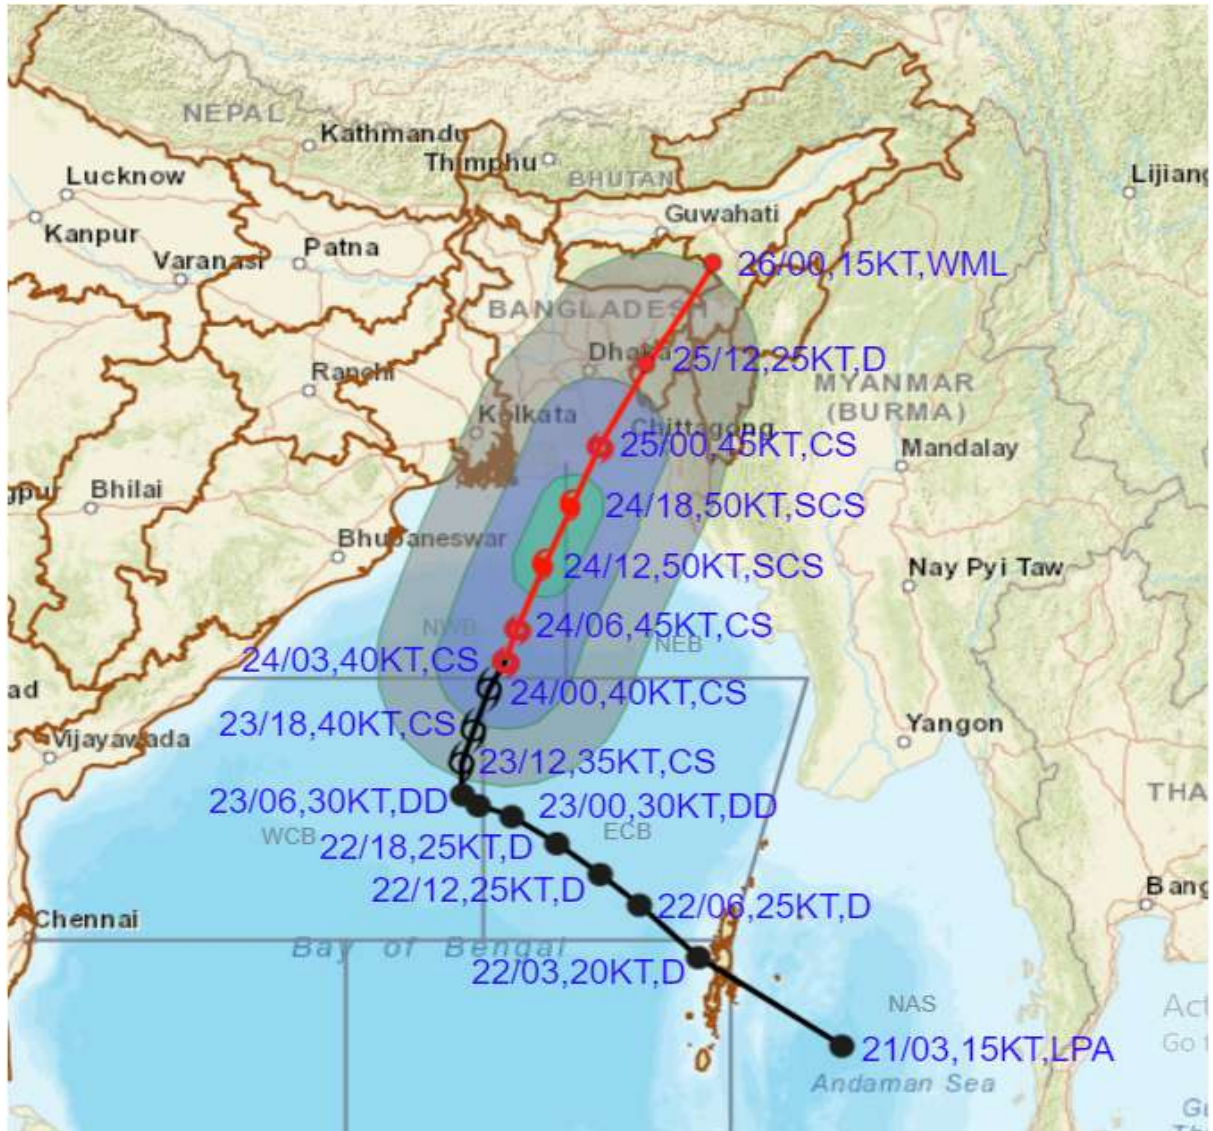 NEPAL
Kathmandu
Thimphu
BHUTAN
Lijiang
Lucknow
Kanpur
Guwahati
Patna
Varanasi
26/00,15KT,WML
BANGLADESH
Dhaka
25/12,25KT,D
Ranchi
MYANMAR
(BURMA)
Kolkata
Chittagong
25/00,45KT,CS
Mandalay
gpur
Bhilai
24/18,50KT,SCS
Bhubaneswar
24/12,50KT,SCS
Nay Pyi Taw
NWB
24/06,45KT,CS
NEB
24/03,40KT,CS
ad
24/00,40KT,CS
23/18,40KT,CS
Yangon
Vijayawada
23/12,35KT,CS
THA
23/06,30KT,DD
23/00,30KT,DD
WCB
ECB
22/18,25KT,D
22/12,25KT,D
Bang
22/06,25KT,D
Chennai
Bay of Bengal
22/03,20KT,D
NAS
Act
Go t
21/03,15KT,LPA
Andaman Sea